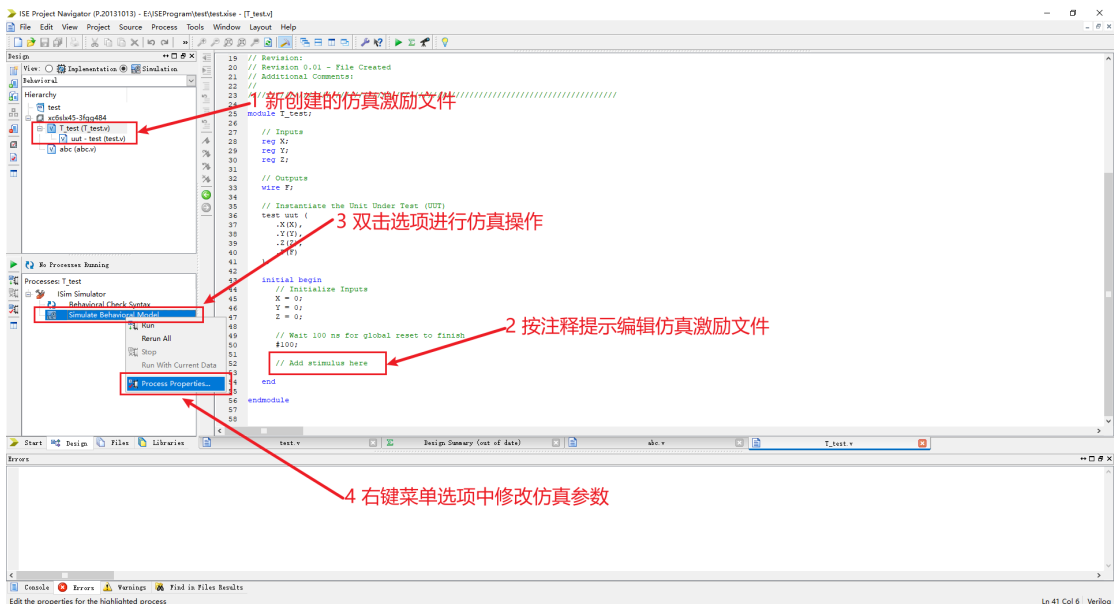 ISE Project Navigator (P.20131013) - E:\ISEProgram\test\test.xise - [T_test.v]
File Edit View Project Source Process Tools Window Layout Help
Design
View: Implementation Simulation
Behavioral
Hierarchy
test
xc6slx45-3fgg484
T_test (T_test.v)
uut - test (test.v)
abc (abc.v)
No Processes Running
Processes: T_test
ISim Simulator
Behavioral Check Syntax
Simulate Behavioral Model
Run
Rerun All
Stop
Run With Current Data
Process Properties...
19 // Revision:
20 // Revision 0.01 - File Created
21 // Additional Comments:
22 //
23 ////////////////////////////////////////////////////////////////////////////////
24
25 module T_test;
26
27 // Inputs
28 reg X;
29 reg Y;
30 reg Z;
31
32 // Outputs
33 wire F;
34
35 // Instantiate the Unit Under Test (UUT)
36 test uut (
37 .X(X),
38 .Y(Y),
39 .Z(Z),
40 .F(F)
41
42
43 initial begin
44 // Initialize Inputs
45 X = 0;
46 Y = 0;
47 Z = 0;
48
49 // Wait 100 ns for global reset to finish
50 #100;
51
52 // Add stimulus here
53
54 end
55
56 endmodule
57
58
1 新创建的仿真激励文件
3 双击选项进行仿真操作
2 按注释提示编辑仿真激励文件
4 右键菜单选项中修改仿真参数
Start Design Files Libraries
test.v Design Summary (out of date) abc.v T_test.v
Errors
Console Errors Warnings Find in Files Results
Edit the properties for the highlighted process
Ln 41 Col 6 Verilog